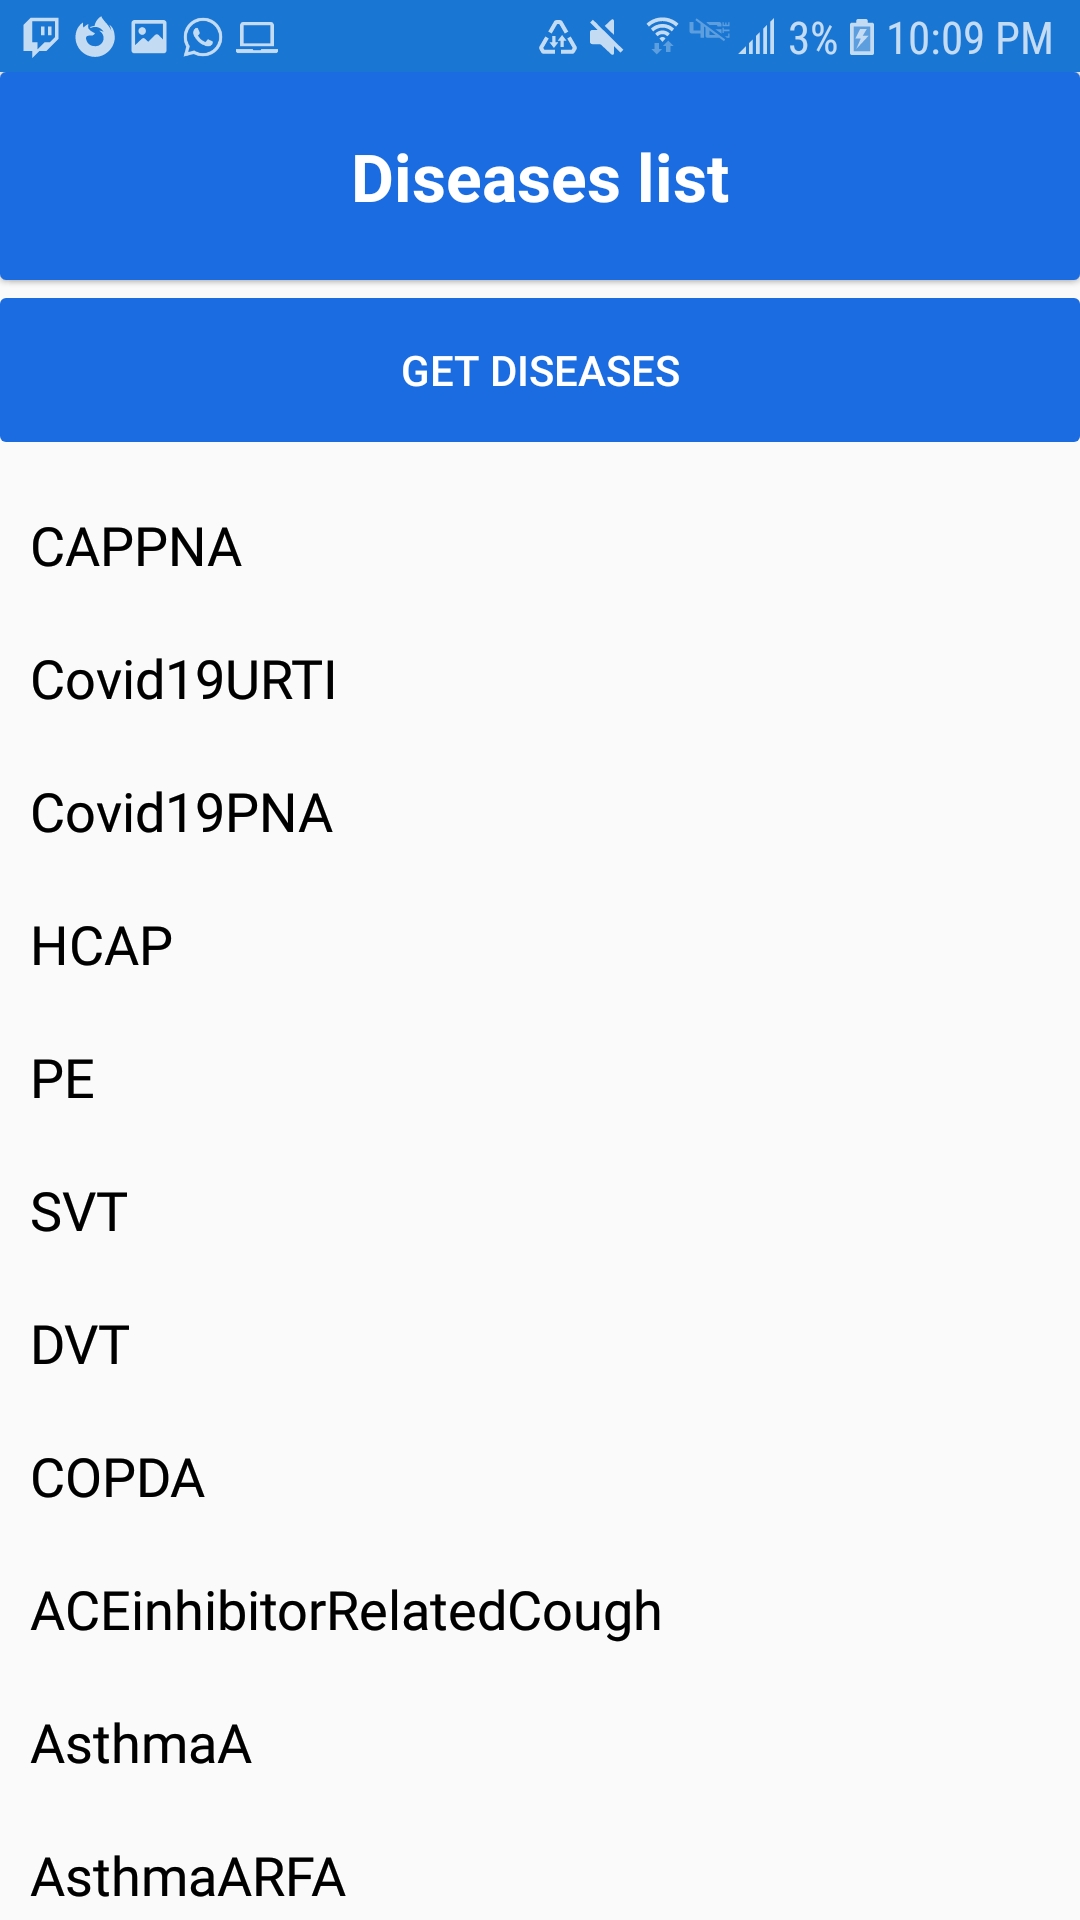 3% 10:09 PM
Diseases list
GET DISEASES
CAPPNA
Covid19URTI
Covid19PNA
HCAP
PE
SVT
DVT
COPDA
ACEinhibitorRelatedCough
AsthmaA
AsthmaARFA